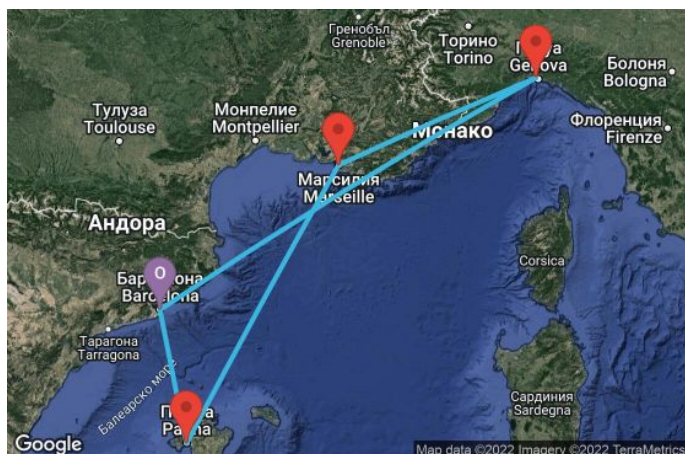 Гренобъл
Grenoble
Торино
Torino
Genova
Болоня
Bologna
Тулуза
Toulouse
Монпелие
Montpellier
Монако
Флоренция
Firenze
Марсилия
Marseille
Андора
Corsica
Barcelona
O
Тарагона
Tarragona
Балеарско море
Palma
Сардиния
Sardegna
Google
Map data ©2022 Imagery ©2022 TerraMetrics